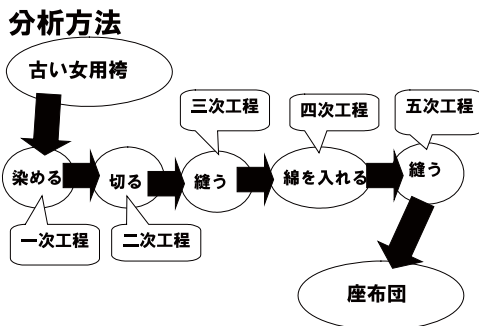 分析方法
古い女用袴
三次工程
四次工程
五次工程
染める
切る
縫う
綿を入れる
縫う
一次工程
二次工程
座布団